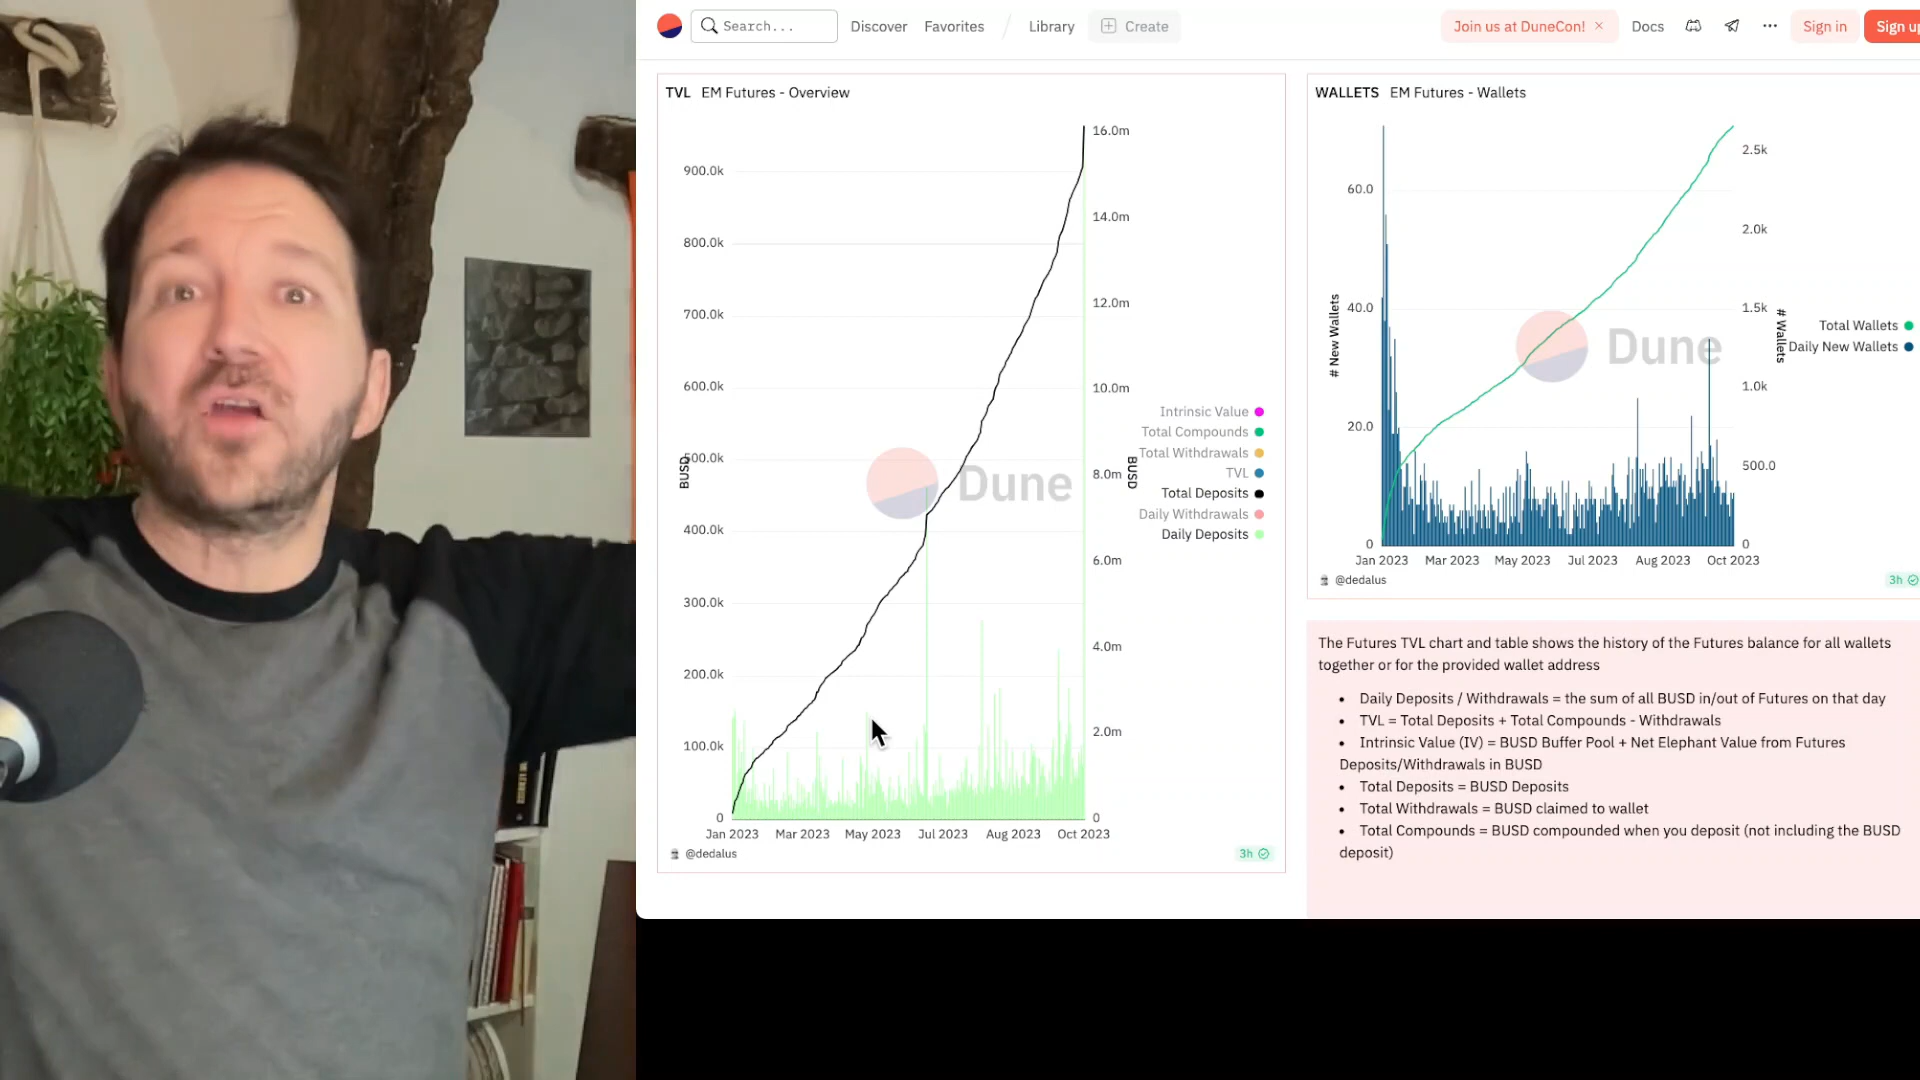 Search...
Discover
Favorites
Library
Create
Join us at DuneCon! ×
Docs
Sign in
Sign u
TVL EM Futures - Overview
16.0m
900.0k
14.0m
800.0k
12.0m
700.0k
10.0m
600.0k
8.0m
500.0k
6.0m
400.0k
300.0k
4.0m
200.0k
2.0m
100.0k
0
0
BUSD
BUSD
Dune
Intrinsic Value
Total Compounds
Total Withdrawals
TVL
Total Deposits
Daily Withdrawals
Daily Deposits
Jan 2023 Mar 2023 May 2023 Jul 2023 Aug 2023 Oct 2023
@dedalus
3h
WALLETS EM Futures - Wallets
2.5k
60.0
2.0k
40.0
1.5k
1.0k
20.0
500.0
0
0
# New Wallets
# Wallets
Dune
Total Wallets
Daily New Wallets
Jan 2023 Mar 2023 May 2023 Jul 2023 Aug 2023 Oct 2023
@dedalus
3h
The Futures TVL chart and table shows the history of the Futures balance for all wallets
together or for the provided wallet address
• Daily Deposits / Withdrawals = the sum of all BUSD in/out of Futures on that day
• TVL = Total Deposits + Total Compounds - Withdrawals
• Intrinsic Value (IV) = BUSD Buffer Pool + Net Elephant Value from Futures
Deposits/Withdrawals in BUSD
• Total Deposits = BUSD Deposits
• Total Withdrawals = BUSD claimed to wallet
• Total Compounds = BUSD compounded when you deposit (not including the BUSD
deposit)